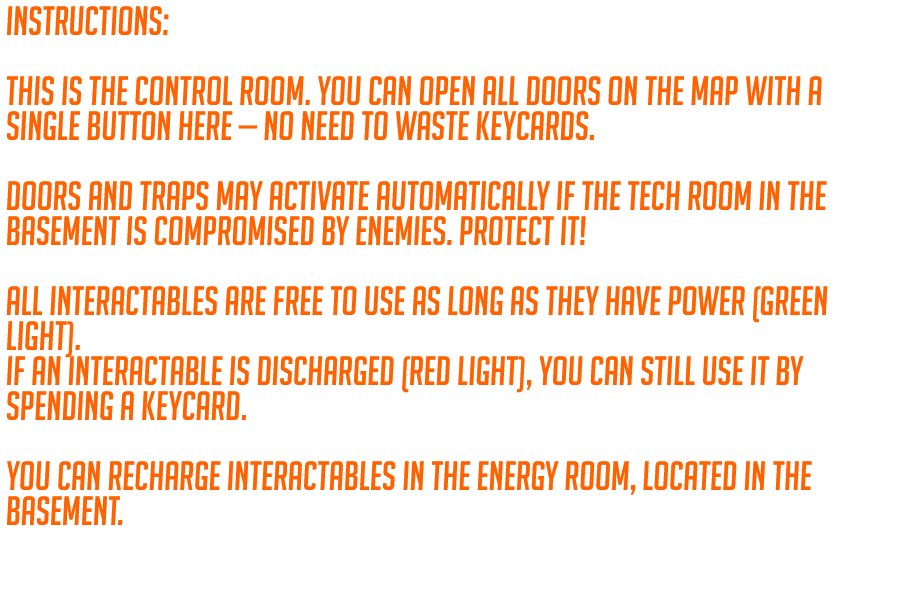 INSTRUCTIONS:
THIS IS THE CONTROL ROOM. YOU CAN OPEN ALL DOORS ON THE MAP WITH A
SINGLE BUTTON HERE – NO NEED TO WASTE KEYCARDS.
DOORS AND TRAPS MAY ACTIVATE AUTOMATICALLY IF THE TECH ROOM IN THE
BASEMENT IS COMPROMISED BY ENEMIES. PROTECT IT!
ALL INTERACTABLES ARE FREE TO USE AS LONG AS THEY HAVE POWER (GREEN
LIGHT).
IF AN INTERACTABLE IS DISCHARGED (RED LIGHT), YOU CAN STILL USE IT BY
SPENDING A KEYCARD.
YOU CAN RECHARGE INTERACTABLES IN THE ENERGY ROOM, LOCATED IN THE
BASEMENT.